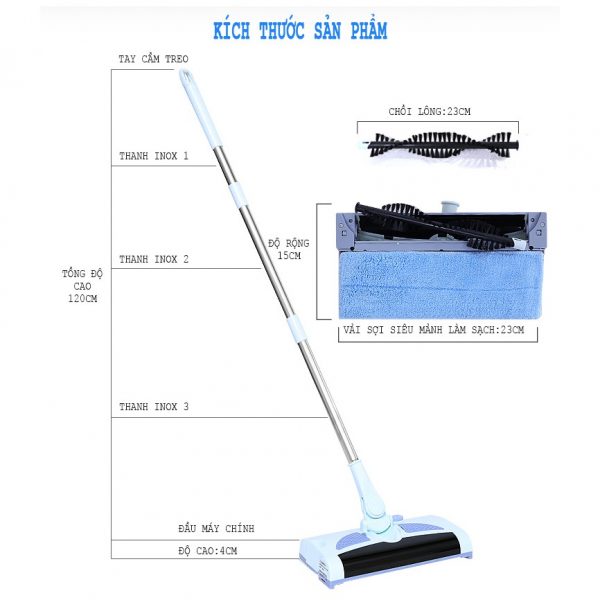 KÍCH THƯỚC SẢN PHẨM
TAY CẦM TREO
CHỒI LÔNG:23CM
THANH INOX 1
ĐỘ RỘNG
15CM
THANH INOX 2
TỔNG ĐỘ
CAO
120CM
VẢI SỢI SIÊU MẢNH LÀM SẠCH:23CM
THANH INOX 3
ĐẦU MÁY CHÍNH
ĐỘ CAO:4CM